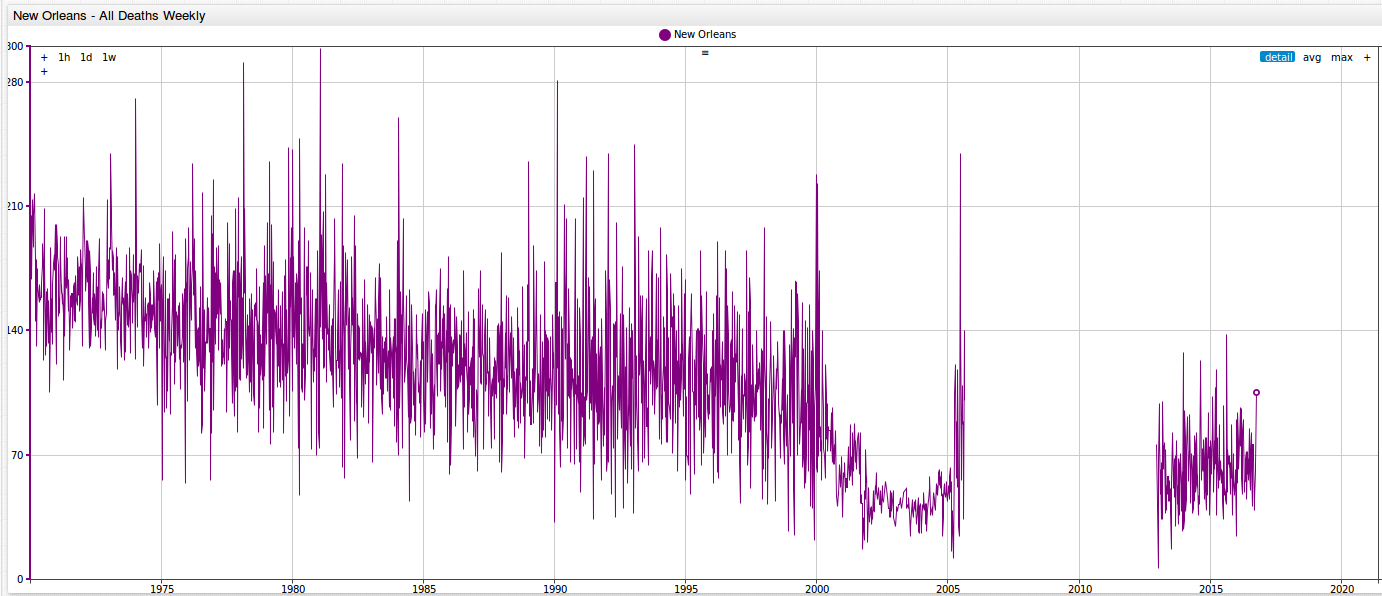 New Orleans - All Deaths Weekly
New Orleans
300
+ 1h 1d 1w
detail avg max +
+
280
210
140
70
0
1975 1980 1985 1990 1995 2000 2005 2010 2015 2020